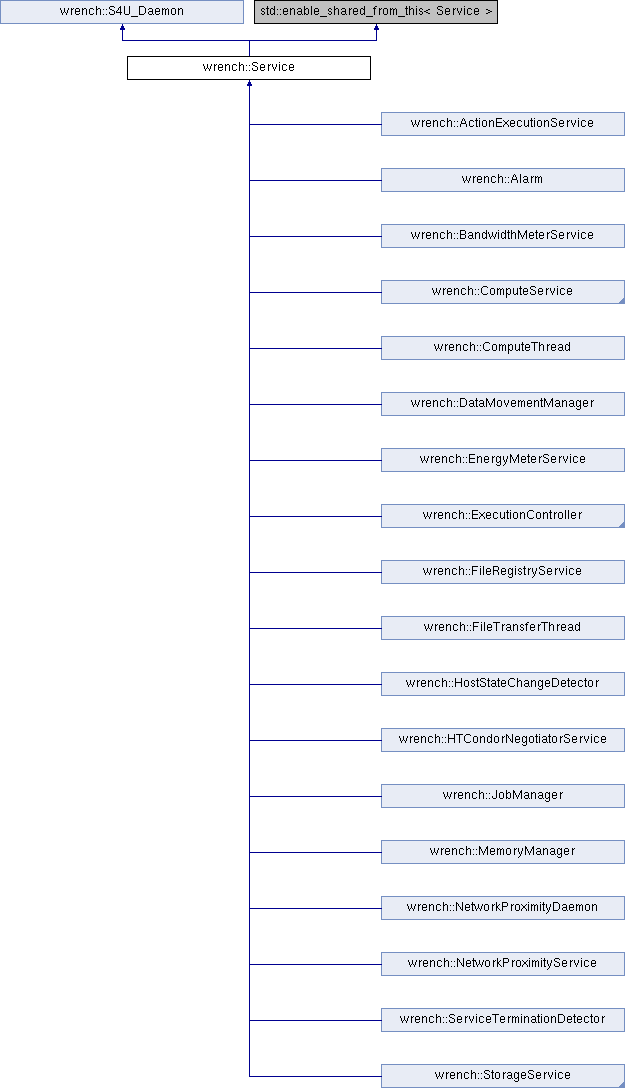 wrench::S4U_Daemon
std::enable_shared_from_this< Service >
wrench::Service
wrench::ActionExecutionService
wrench::Alarm
wrench::BandwidthMeterService
wrench::ComputeService
wrench::ComputeThread
wrench::DataMovementManager
wrench::EnergyMeterService
wrench::ExecutionController
wrench::FileRegistryService
wrench::FileTransferThread
wrench::HostStateChangeDetector
wrench::HTCondorNegotiatorService
wrench::JobManager
wrench::MemoryManager
wrench::NetworkProximityDaemon
wrench::NetworkProximityService
wrench::ServiceTerminationDetector
wrench::StorageService